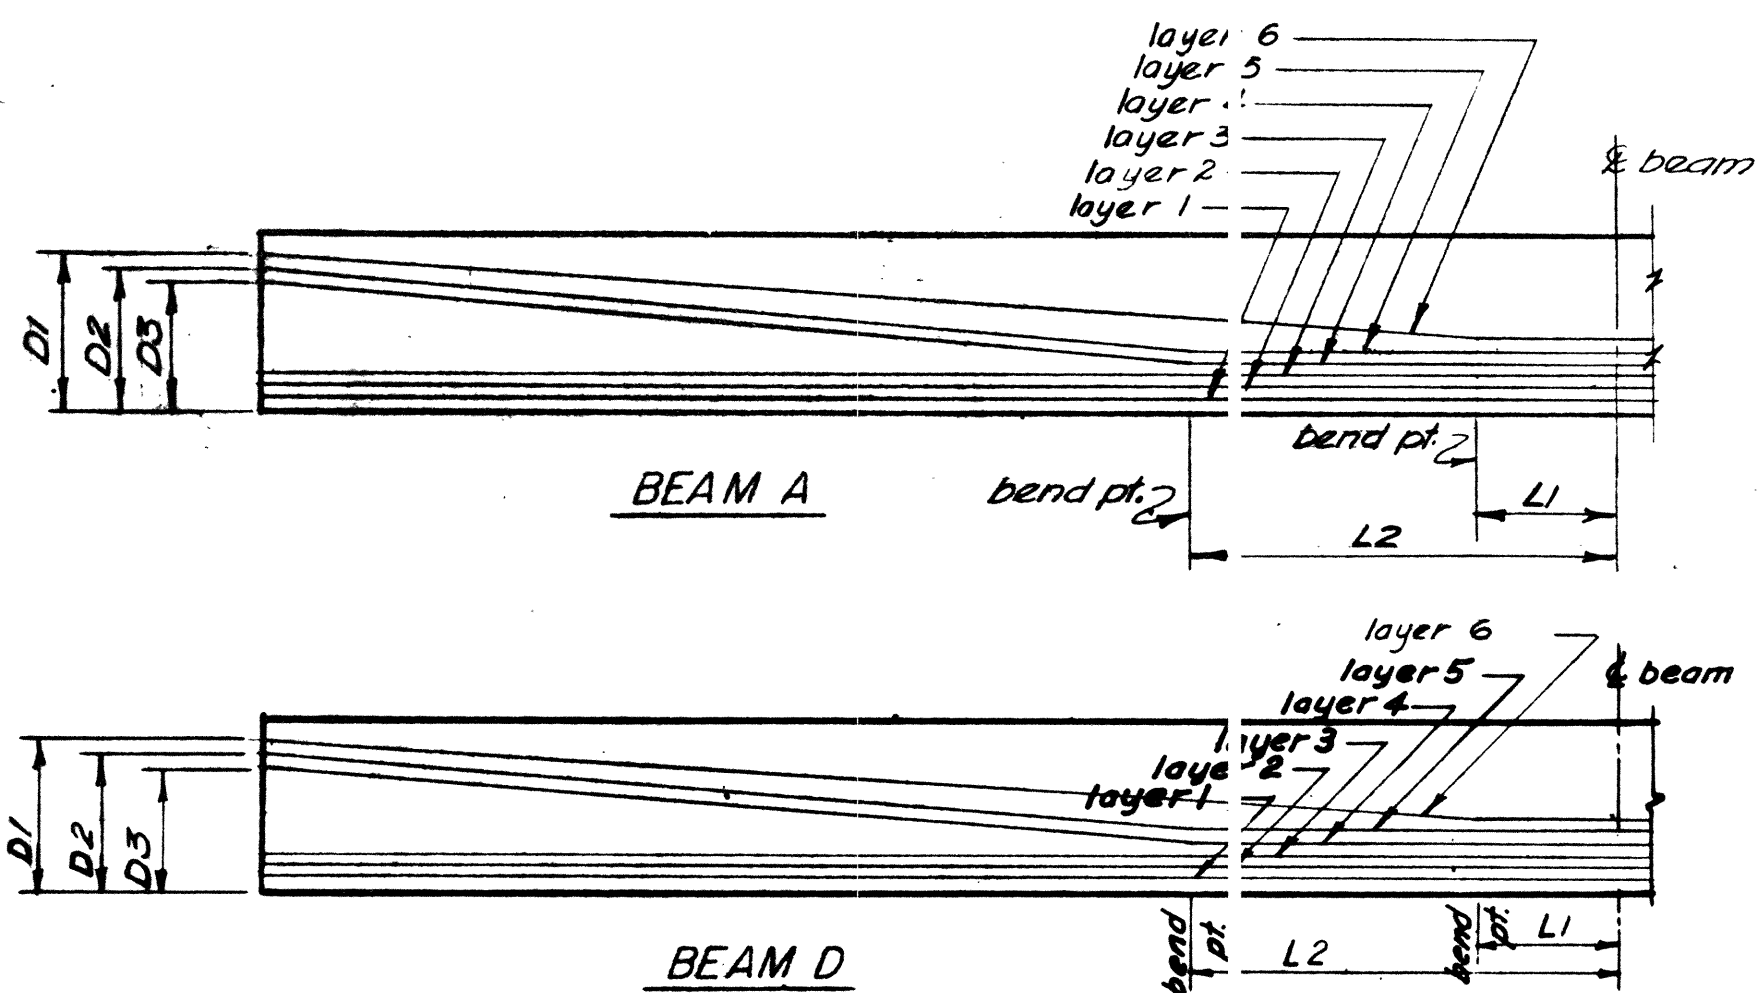 layer 6
layer 5
layer
layer 3
layer 2
layer 1
℄ beam
D1
D2
D3
bend pt.
bend pt.
BEAM A
L1
L2
layer 6
layer 5
℄ beam
layer 4
layer 3
layer 2
layer 1
D1
D2
D3
bend pt.
bend pt.
L1
L2
BEAM D